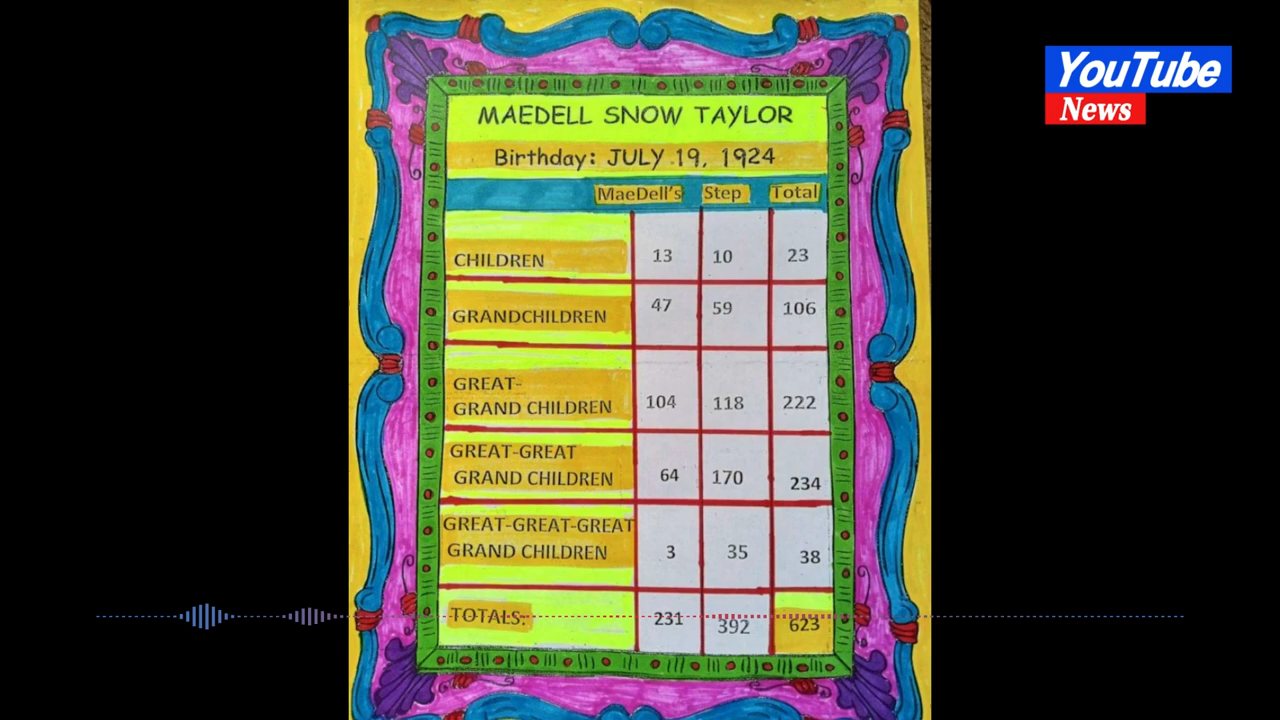 YouTube
News
MAEDELL SNOW TAYLOR
Birthday: JULY 19, 1924
MaeDell's Step Total
CHILDREN 13 10 23
GRANDCHILDREN 47 59 106
GREAT-
GRAND CHILDREN 104 118 222
GREAT-GREAT
GRAND CHILDREN 64 170 234
GREAT-GREAT-GREAT
GRAND CHILDREN 3 35 38
TOTALS: 231 392 623